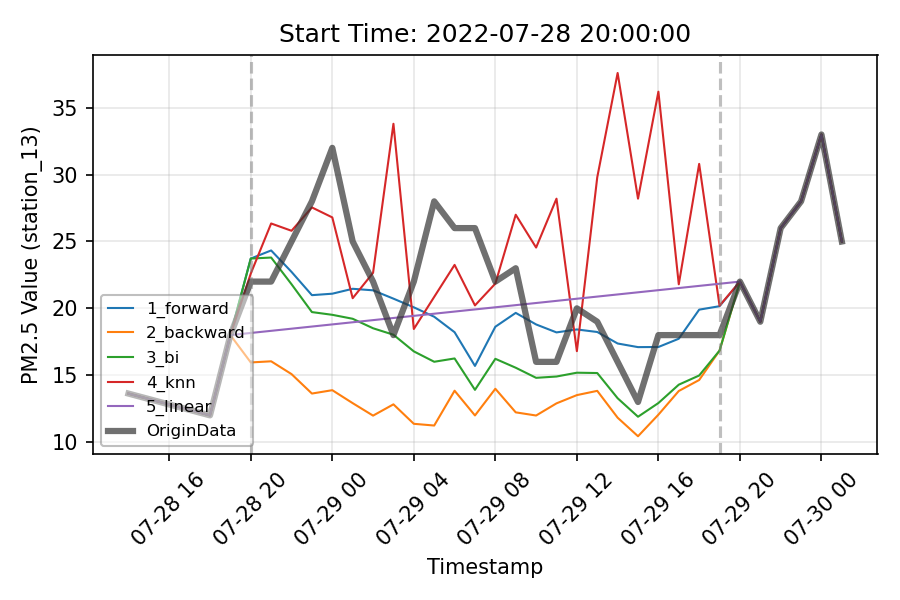 Start Time: 2022-07-28 20:00:00
PM2.5 Value (station_13)
35
30
25
20
15
10
1_forward
2_backward
3_bi
4_knn
5_linear
OriginData
07-28 16
07-28 20
07-29 00
07-29 04
07-29 08
07-29 12
07-29 16
07-29 20
07-30 00
Timestamp